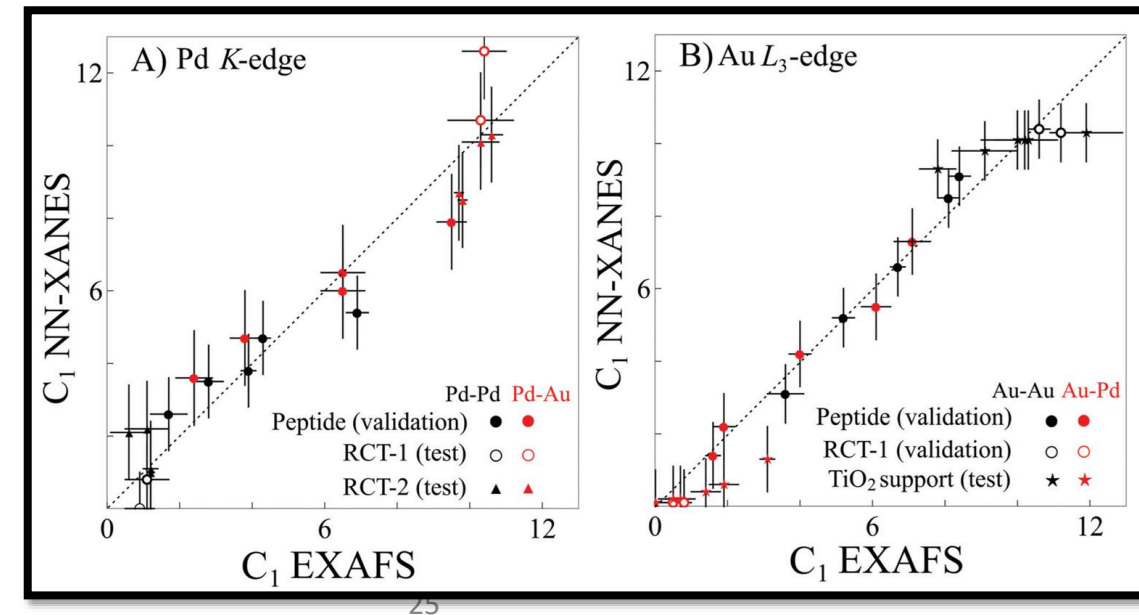 A) Pd K-edge
12
6
0
0 6 12
C₁ NN-XANES
C₁ EXAFS
Pd-Pd Pd-Au
Peptide (validation)
RCT-1 (test)
RCT-2 (test)
B) Au L₃-edge
12
6
0 6 12
C₁ NN-XANES
C₁ EXAFS
Au-Au Au-Pd
Peptide (validation)
RCT-1 (validation)
TiO₂ support (test)
25